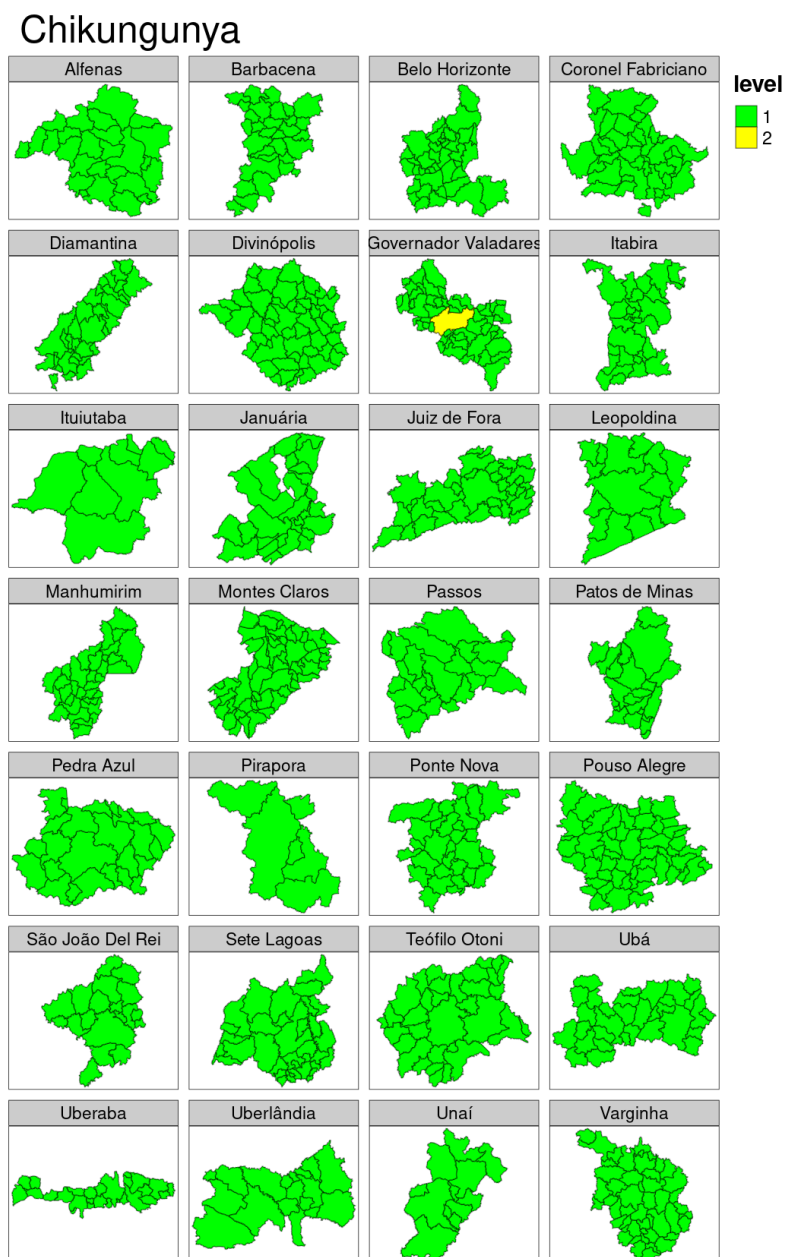 Chikungunya
Alfenas
Barbacena
Belo Horizonte
Coronel Fabriciano
level
1
2
Diamantina
Divinópolis
Governador Valadares
Itabira
Ituiutaba
Januária
Juiz de Fora
Leopoldina
Manhumirim
Montes Claros
Passos
Patos de Minas
Pedra Azul
Pirapora
Ponte Nova
Pouso Alegre
São João Del Rei
Sete Lagoas
Teófilo Otoni
Ubá
Uberaba
Uberlândia
Unaí
Varginha